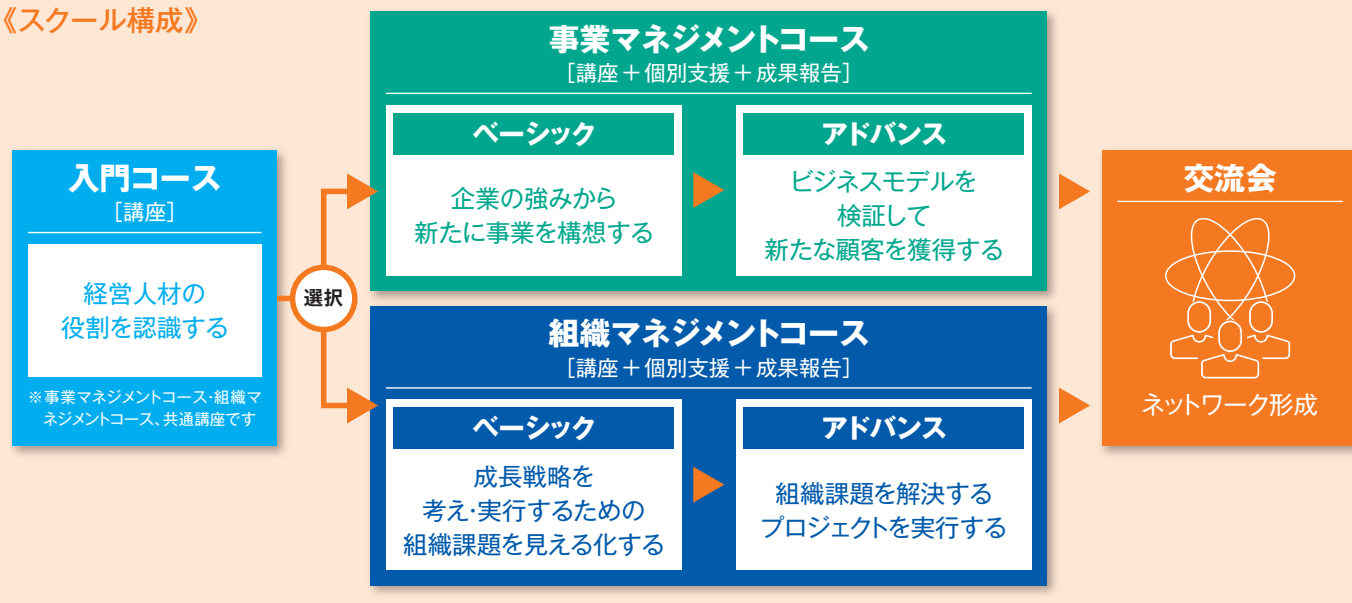 《スクール構成》
入門コース
［講座］
経営人材の
役割を認識する
※事業マネジメントコース・組織マ
ネジメントコース、共通講座です
選択
事業マネジメントコース
［講座＋個別支援＋成果報告］
ベーシック
企業の強みから
新たに事業を構想する
アドバンス
ビジネスモデルを
検証して
新たな顧客を獲得する
組織マネジメントコース
［講座＋個別支援＋成果報告］
ベーシック
成長戦略を
考え・実行するための
組織課題を見える化する
アドバンス
組織課題を解決する
プロジェクトを実行する
交流会
ネットワーク形成